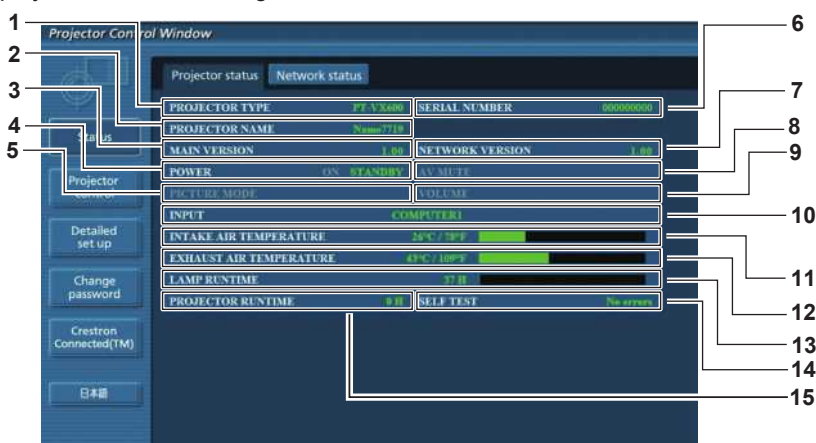 Projector Control Window
Projector status Network status
PROJECTOR TYPE PT-VX600 SERIAL NUMBER 000000000
PROJECTOR NAME Name7719
MAIN VERSION 1.00 NETWORK VERSION 1.00
POWER ON STANDBY AV MUTE
PICTURE MODE VOLUME
INPUT COMPUTER1
INTAKE AIR TEMPERATURE 26°C / 78°F
EXHAUST AIR TEMPERATURE 43°C / 109°F
LAMP RUNTIME 37 H
PROJECTOR RUNTIME 0 H SELF TEST No errors
Status
Projector
control
Detailed
set up
Change
password
Crestron
Connected(TM)
日本語
1
2
3
4
5
6
7
8
9
10
11
12
13
14
15